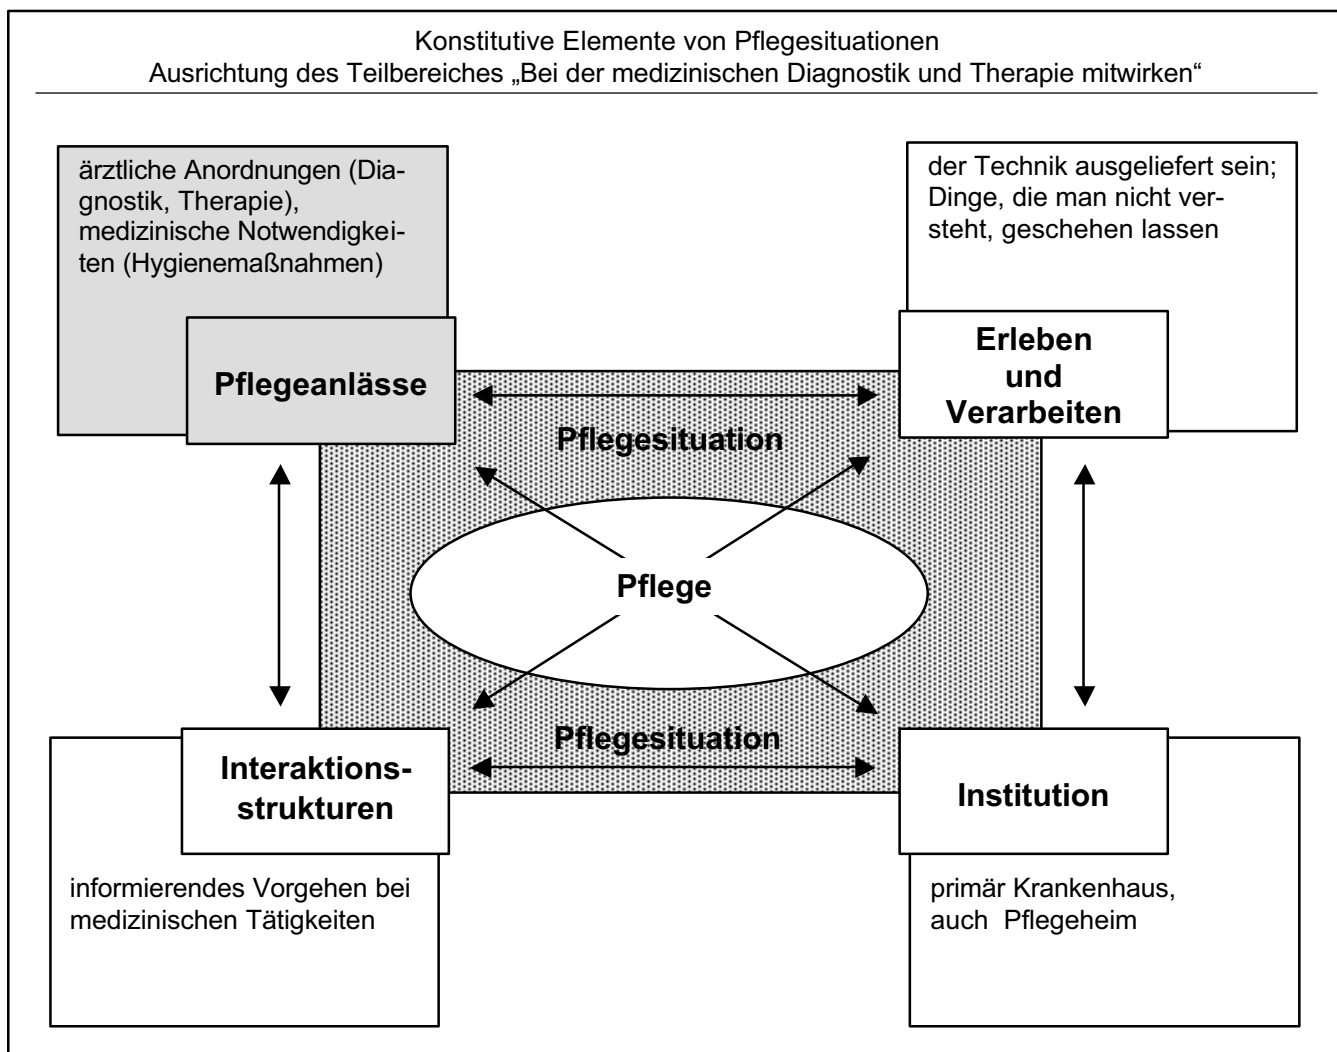 Konstitutive Elemente von Pflegesituationen
Ausrichtung des Teilbereiches „Bei der medizinischen Diagnostik und Therapie mitwirken“
ärztliche Anordnungen (Dia-
gnostik, Therapie),
medizinische Notwendigkei-
ten (Hygienemaßnahmen)
Pflegeanlässe
der Technik ausgeliefert sein;
Dinge, die man nicht ver-
steht, geschehen lassen
Erleben
und
Verarbeiten
Pflegesituation
Pflege
Pflegesituation
Interaktions-
strukturen
informierendes Vorgehen bei
medizinischen Tätigkeiten
Institution
primär Krankenhaus,
auch Pflegeheim